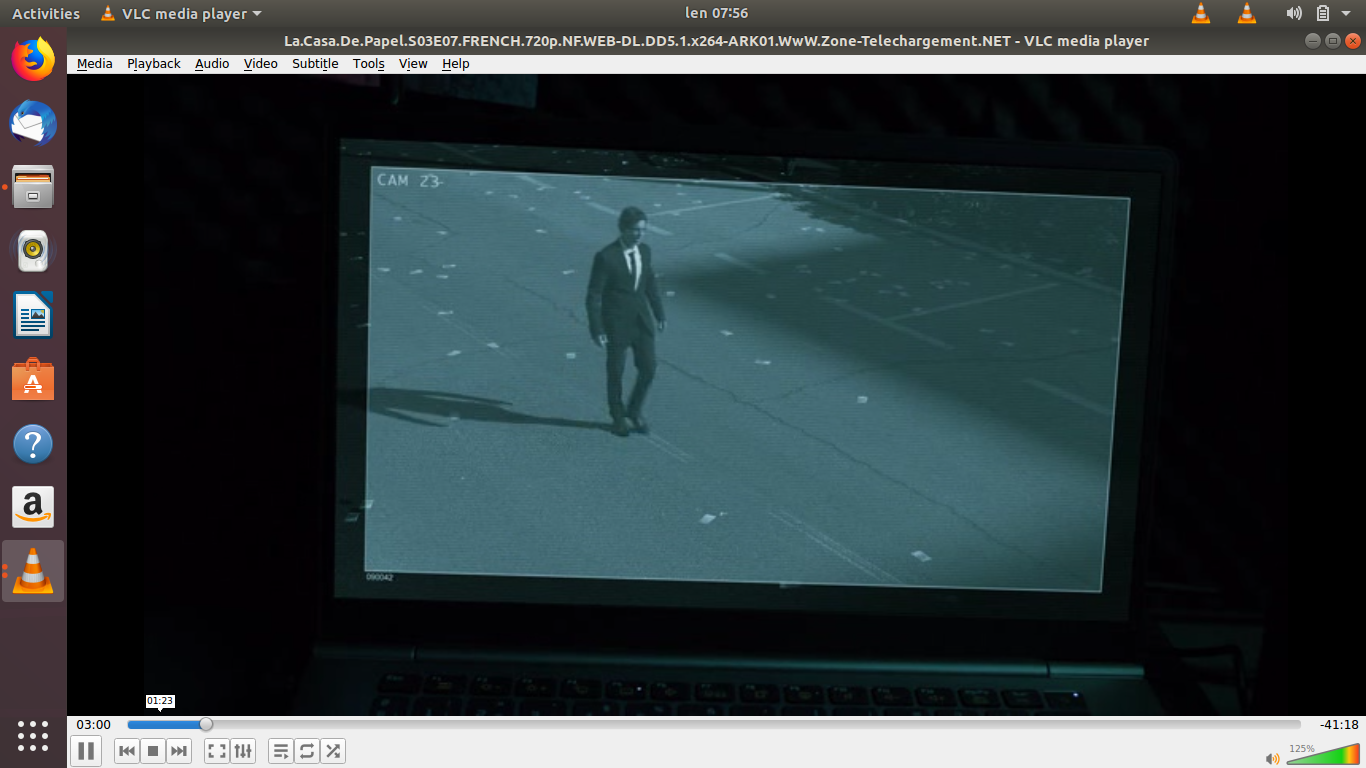 Activities VLC media player len 07:56
La.Casa.De.Papel.S03E07.FRENCH.720p.NF.WEB-DL.DD5.1.x264-ARK01.WwW.Zone-Telechargement.NET - VLC media player
Media Playback Audio Video Subtitle Tools View Help
CAM 23
090042
01:23
03:00 -41:18
125%